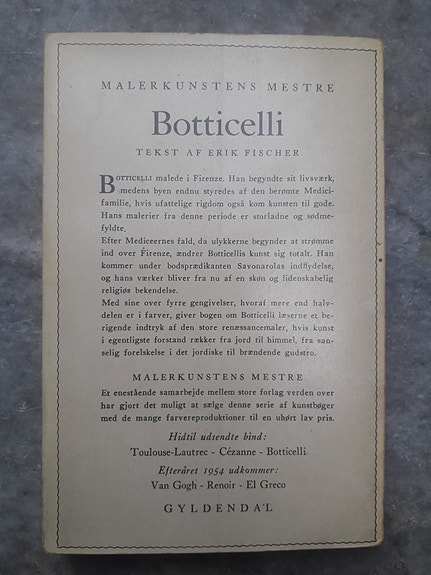 MALERKUNSTENS MESTRE
Botticelli
TEKST AF ERIK FISCHER
BOTTICELLI malede i Firenze. Han begyndte sit livsværk,
medens byen endnu styredes af den berømte Medici-
familie, hvis ufattelige rigdom også kom kunsten til gode.
Hans malerier fra denne periode er storladne og sødme-
fyldte.
Efter Mediceernes fald, da ulykkerne begynder at strømme
ind over Firenze, ændrer Botticellis kunst sig totalt. Han
kommer under bodsprædikanten Savonarolas indflydelse,
og hans værker bliver fra nu af en skøn og lidenskabelig
religiøs bekendelse.
Med sine over fyrre gengivelser, hvoraf mere end halv-
delen er i farver, giver bogen om Botticelli læserne et be-
rigende indtryk af den store renæssancemaler, hvis kunst
i egentligste forstand rækker fra jord til himmel, fra san-
selig forelskelse i det jordiske til brændende gudstro.
MALERKUNSTENS MESTRE
Et enestående samarbejde mellem store forlag verden over
har gjort det muligt at sælge denne serie af kunstbøger
med de mange farvereproduktioner til en uhørt lav pris.
Hidtil udsendte bind:
Toulouse-Lautrec - Cézanne - Botticelli
Efteråret 1954 udkommer:
Van Gogh - Renoir - El Greco
GYLDENDAL